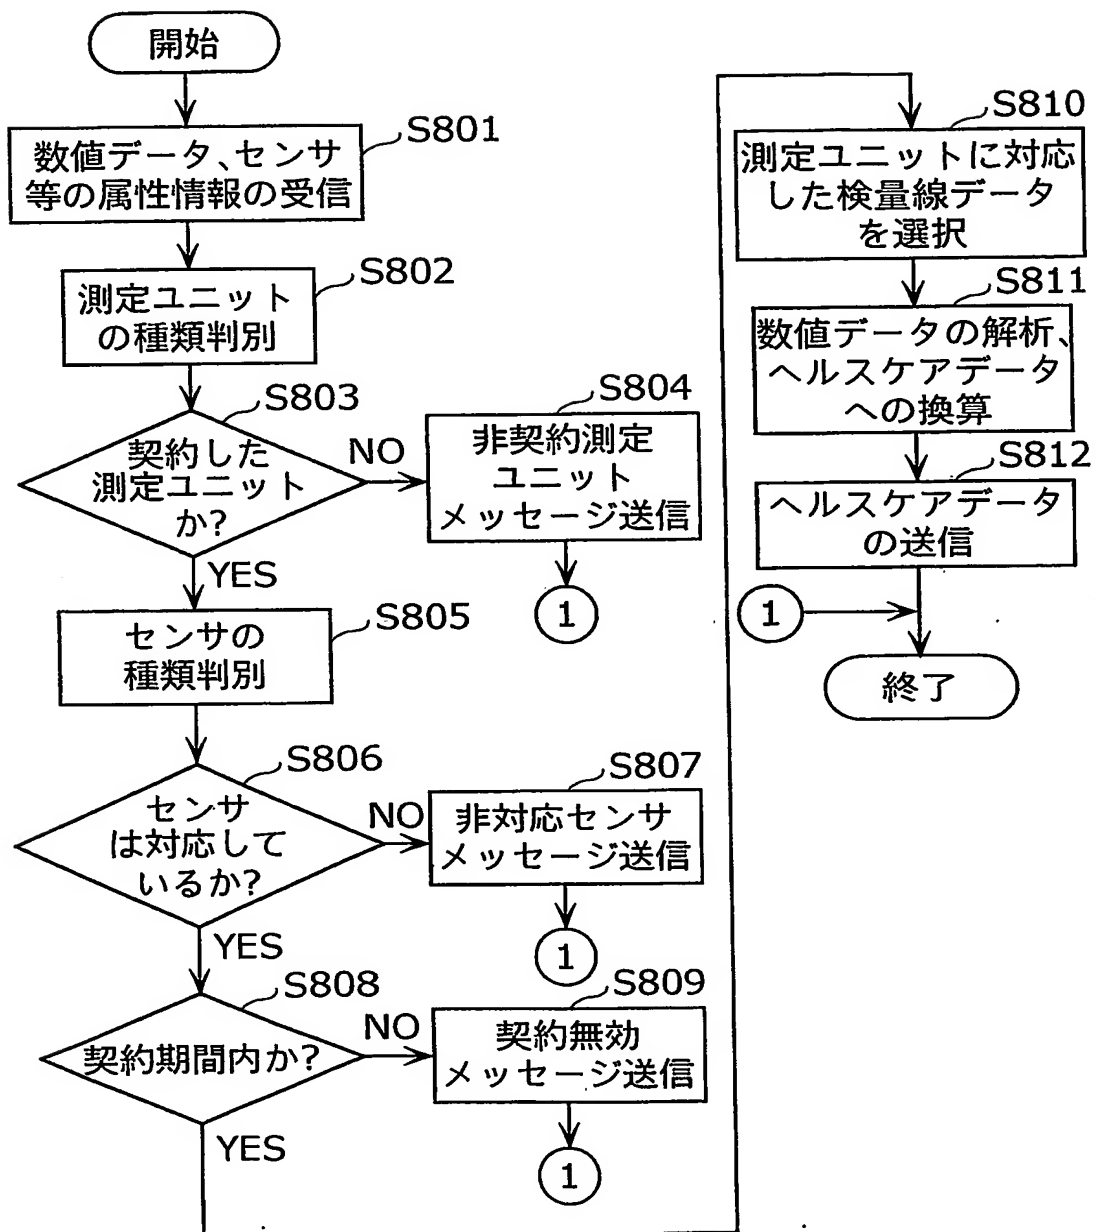 開始
S801
数値データ、センサ
等の属性情報の受信
S802
測定ユニット
の種類判別
S803
契約した
測定ユニット
か?
NO
YES
S804
非契約測定
ユニット
メッセージ送信
1
S805
センサの
種類判別
S806
センサ
は対応して
いるか?
NO
YES
S807
非対応センサ
メッセージ送信
1
S808
契約期間内か?
NO
YES
S809
契約無効
メッセージ送信
1
S810
測定ユニットに対応
した検量線データ
を選択
S811
数値データの解析、
ヘルスケアデータ
への換算
S812
ヘルスケアデータ
の送信
1
終了